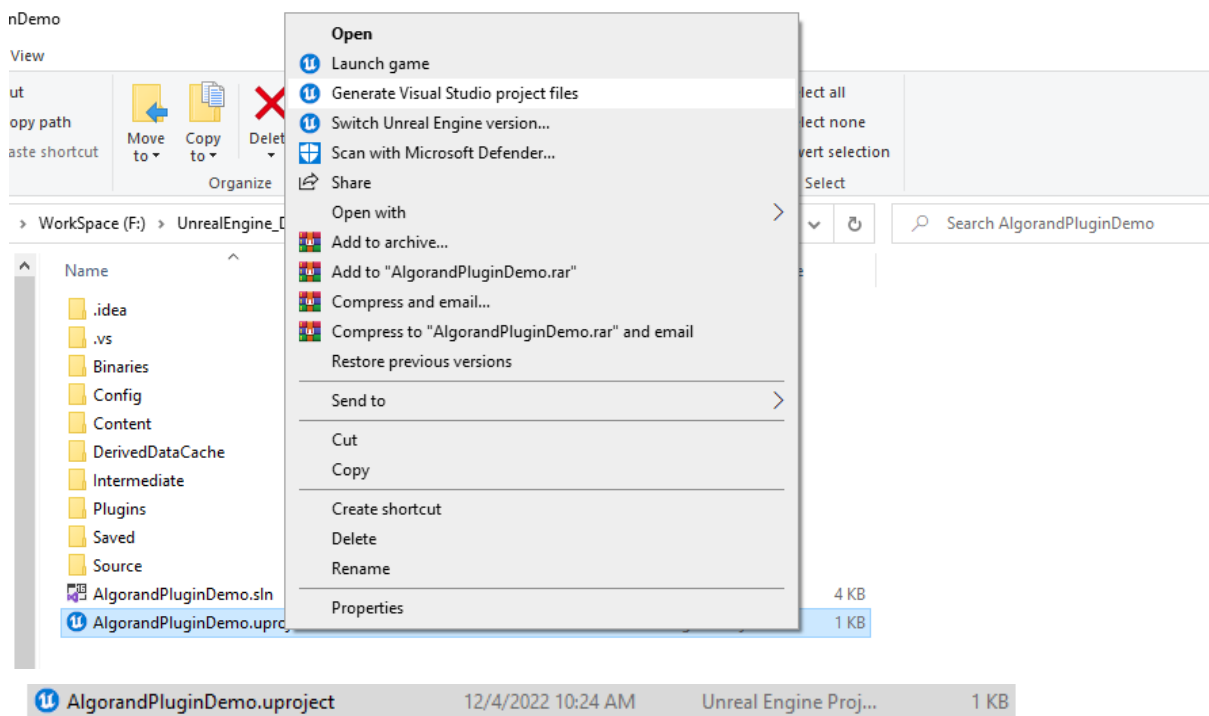 nDemo
View
ut
opy path
aste shortcut
Move to
Copy to
Delet
Organize
lect all
lect none
vert selection
Select
WorkSpace (F:) > UnrealEngine_D
Search AlgorandPluginDemo
Name
.idea
.vs
Binaries
Config
Content
DerivedDataCache
Intermediate
Plugins
Saved
Source
AlgorandPluginDemo.sln 4 KB
AlgorandPluginDemo.uproj 1 KB
Open
Launch game
Generate Visual Studio project files
Switch Unreal Engine version...
Scan with Microsoft Defender...
Share
Open with
Add to archive...
Add to "AlgorandPluginDemo.rar"
Compress and email...
Compress to "AlgorandPluginDemo.rar" and email
Restore previous versions
Send to
Cut
Copy
Create shortcut
Delete
Rename
Properties
AlgorandPluginDemo.uproject 12/4/2022 10:24 AM Unreal Engine Proj... 1 KB